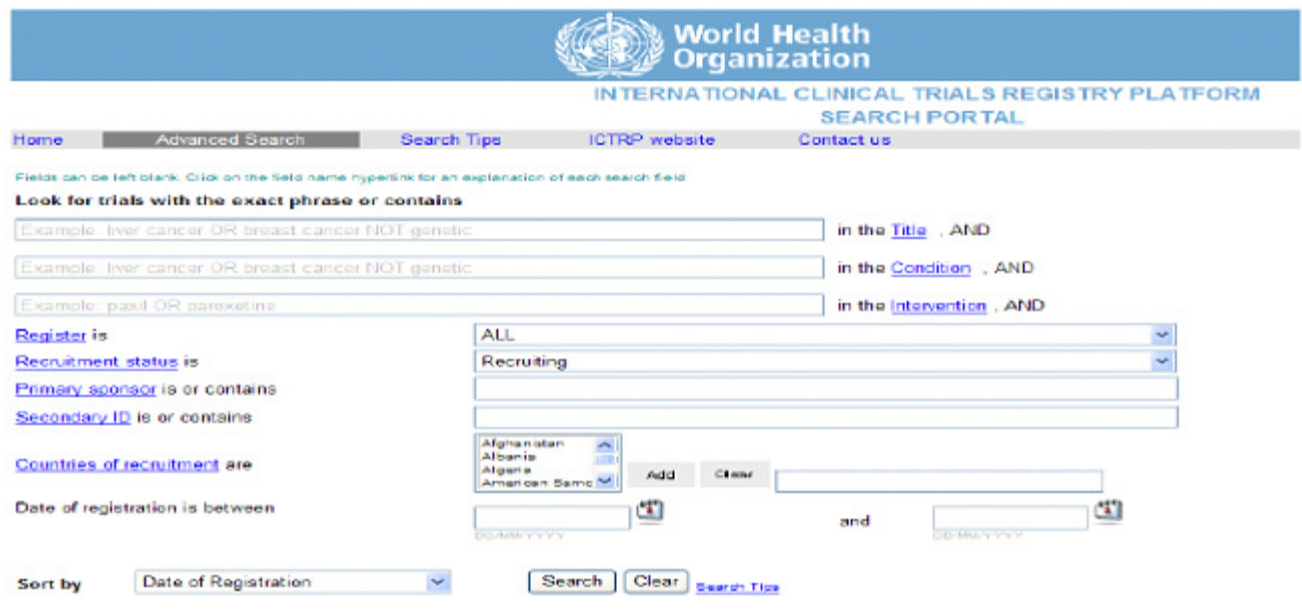 World Health
Organization
INTERNATIONAL CLINICAL TRIALS REGISTRY PLATFORM
SEARCH PORTAL
Home Advanced Search Search Tips ICTRP website Contact us
Fields can be left blank. Click on the field name hyperlink for an explanation of each search field
Look for trials with the exact phrase or contains
Example: liver cancer OR breast cancer NOT genetic in the Title , AND
Example: liver cancer OR breast cancer NOT genetic in the Condition , AND
Example: paxil OR paroxetine in the Intervention , AND
Register is ALL
Recruitment status is Recruiting
Primary sponsor is or contains
Secondary ID is or contains
Countries of recruitment are
Afghanistan
Albania
Algeria
American Samo
Add Clear
Date of registration is between and
DD/MM/YYYY DD/MM/YYYY
Sort by Date of Registration Search Clear Search Tips